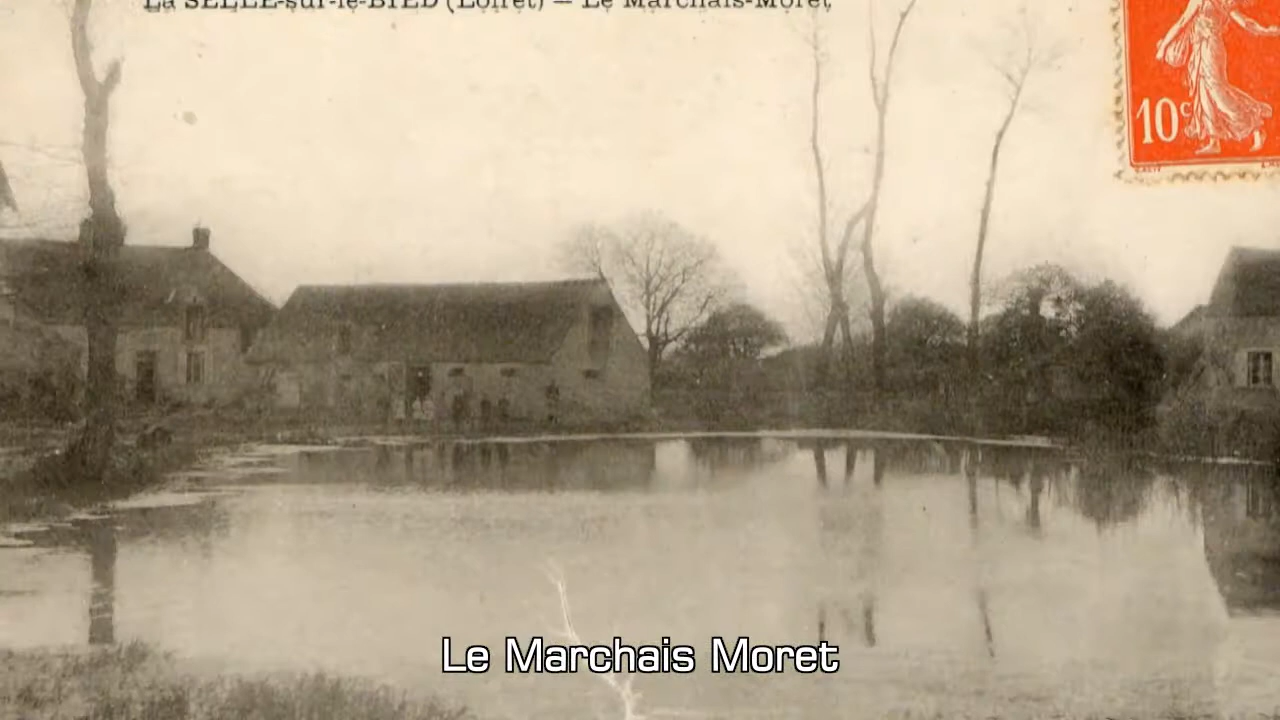 La SELLE-sur-le-BIED (Loiret) — Le Marchais-Moret
10c
Le Marchais Moret